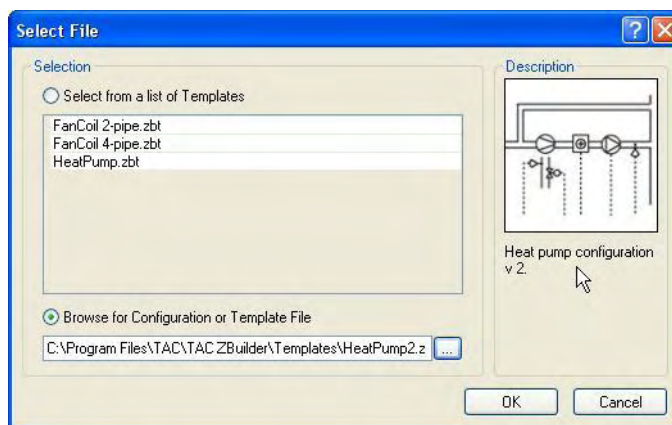 Select File
Selection
Select from a list of Templates
FanCoil 2-pipe.zbt
FanCoil 4-pipe.zbt
HeatPump.zbt
Browse for Configuration or Template File
C:\Program Files\TAC\TAC ZBuilder\Templates\HeatPump2.z
...
Description
Heat pump configuration
v 2.
OK
Cancel